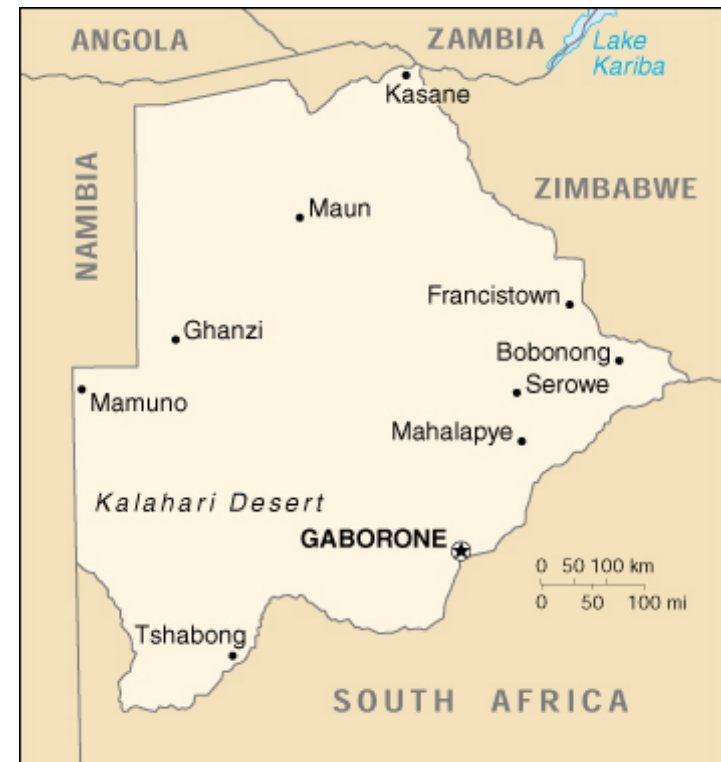 ANGOLA
ZAMBIA
Lake
Kariba
Kasane
NAMIBIA
ZIMBABWE
Maun
Francistown
Ghanzi
Bobonong
Serowe
Mamuno
Mahalapye
Kalahari Desert
GABORONE
0 50 100 km
0 50 100 mi
Tshabong
SOUTH AFRICA